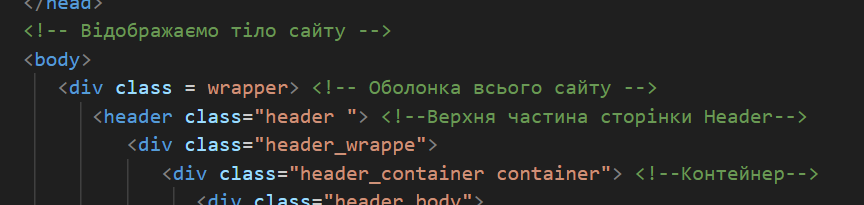 </head>
<!-- Відображаємо тіло сайту -->
<body>
<div class = wrapper> <!-- Оболонка всього сайту -->
<header class="header "> <!--Верхня частина сторінки Header-->
<div class="header_wrappe">
<div class="header_container container"> <!--Контейнер-->
<div class="header_body">